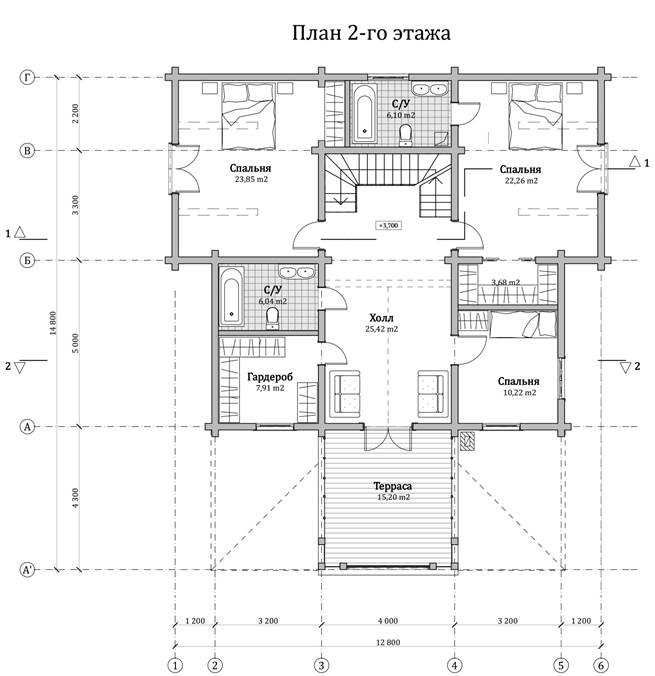 План 2-го этажа
Г
С/У
6,10 m2
2 200
В
Спальня
23,85 m2
Спальня
22,26 m2
1
3 300
+3,700
1
Б
С/У
6,04 m2
3,68 m2
14 800
5 000
Холл
25,42 m2
2
2
Гардероб
7,91 m2
Спальня
10,22 m2
А
Терраса
15,20 m2
4 300
А'
1 200
3 200
4 000
3 200
1 200
12 800
1
2
3
4
5
6